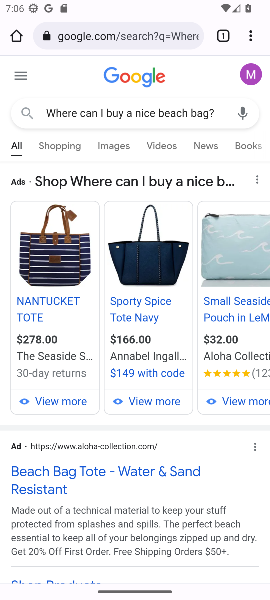 7:06
google.com/search?q=Where
1
Google
M
Where can I buy a nice beach bag?
All Shopping Images Videos News Books
Ads · Shop Where can I buy a nice b...
NANTUCKET TOTE
$278.00
The Seaside S...
30-day returns
View more
Sporty Spice
Tote Navy
$166.00
Annabel Ingall...
$149 with code
View more
Small Seaside
Pouch in LeM
$32.00
Aloha Collecti
(123
View more
Ad · https://www.aloha-collection.com/
Beach Bag Tote - Water & Sand
Resistant
Made out of a technical material to keep your stuff
protected from splashes and spills. The perfect beach
essential to keep all of your belongings zipped up and dry.
Get 20% Off First Order. Free Shipping Orders $50+.
Shop Products